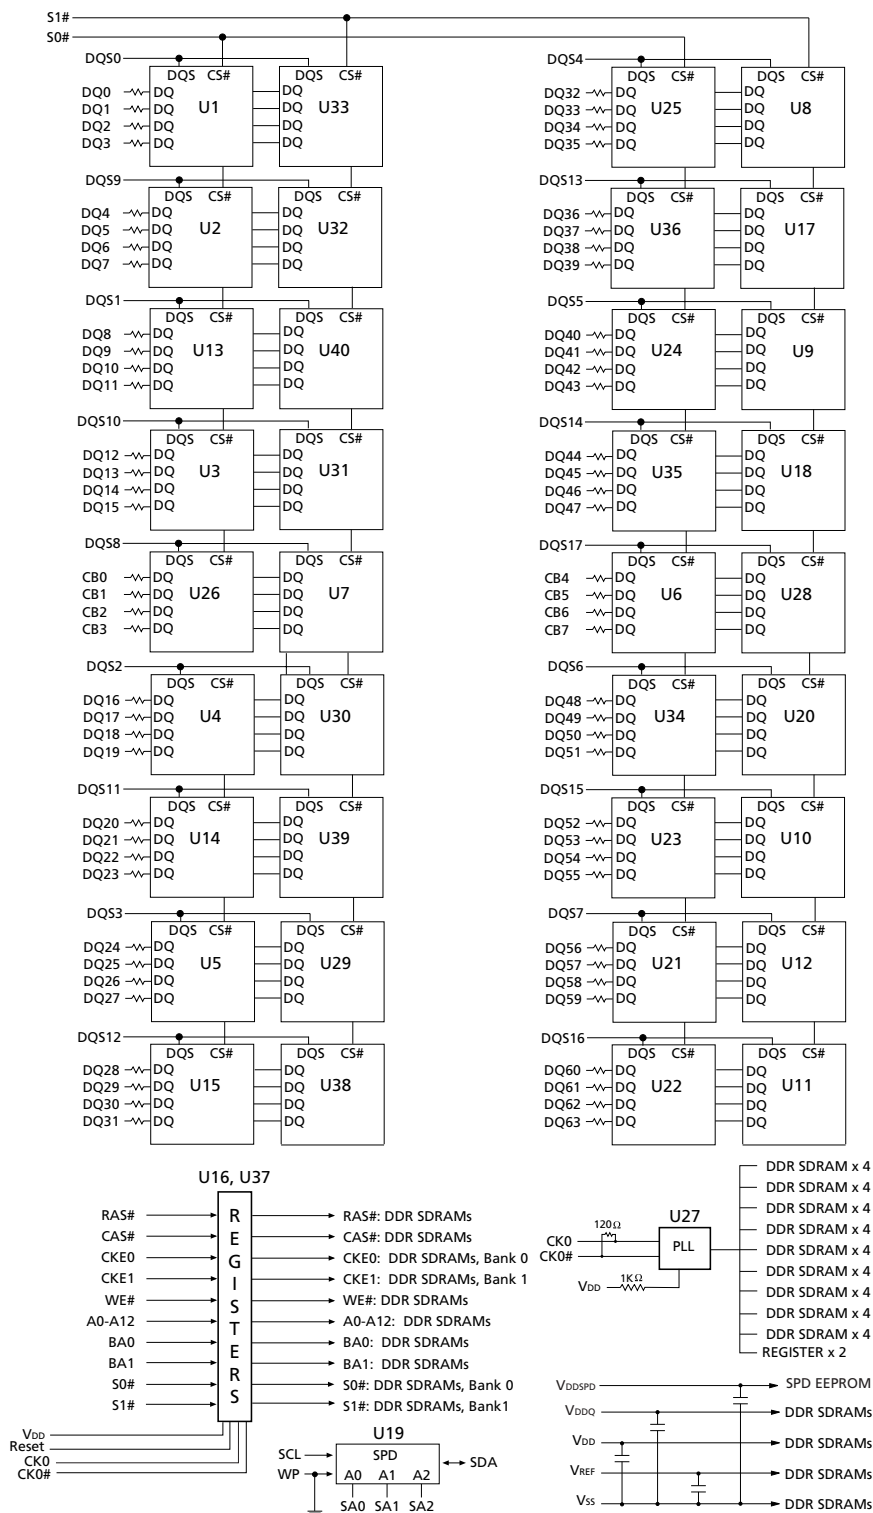 S1#
S0#
DQS0 DQS4
DQS CS# DQS CS# DQS CS# DQS CS#
DQ0 DQ DQ DQ32 DQ DQ
DQ1 DQ U1 DQ U33 DQ33 DQ U25 DQ U8
DQ2 DQ DQ DQ34 DQ DQ
DQ3 DQ DQ DQ35 DQ DQ
DQS9 DQS13
DQS CS# DQS CS# DQS CS# DQS CS#
DQ4 DQ DQ DQ36 DQ DQ
DQ5 DQ U2 DQ U32 DQ37 DQ U36 DQ U17
DQ6 DQ DQ DQ38 DQ DQ
DQ7 DQ DQ DQ39 DQ DQ
DQS1 DQS5
DQS CS# DQS CS# DQS CS# DQS CS#
DQ8 DQ DQ DQ40 DQ DQ
DQ9 DQ U13 DQ U40 DQ41 DQ U24 DQ U9
DQ10 DQ DQ DQ42 DQ DQ
DQ11 DQ DQ DQ43 DQ DQ
DQS10 DQS14
DQS CS# DQS CS# DQS CS# DQS CS#
DQ12 DQ DQ DQ44 DQ DQ
DQ13 DQ U3 DQ U31 DQ45 DQ U35 DQ U18
DQ14 DQ DQ DQ46 DQ DQ
DQ15 DQ DQ DQ47 DQ DQ
DQS8 DQS17
DQS CS# DQS CS# DQS CS# DQS CS#
CB0 DQ DQ CB4 DQ DQ
CB1 DQ U26 DQ U7 CB5 DQ U6 DQ U28
CB2 DQ DQ CB6 DQ DQ
CB3 DQ DQ CB7 DQ DQ
DQS2 DQS6
DQS CS# DQS CS# DQS CS# DQS CS#
DQ16 DQ DQ DQ48 DQ DQ
DQ17 DQ U4 DQ U30 DQ49 DQ U34 DQ U20
DQ18 DQ DQ DQ50 DQ DQ
DQ19 DQ DQ DQ51 DQ DQ
DQS11 DQS15
DQS CS# DQS CS# DQS CS# DQS CS#
DQ20 DQ DQ DQ52 DQ DQ
DQ21 DQ U14 DQ U39 DQ53 DQ U23 DQ U10
DQ22 DQ DQ DQ54 DQ DQ
DQ23 DQ DQ DQ55 DQ DQ
DQS3 DQS7
DQS CS# DQS CS# DQS CS# DQS CS#
DQ24 DQ DQ DQ56 DQ DQ
DQ25 DQ U5 DQ U29 DQ57 DQ U21 DQ U12
DQ26 DQ DQ DQ58 DQ DQ
DQ27 DQ DQ DQ59 DQ DQ
DQS12 DQS16
DQS CS# DQS CS# DQS CS# DQS CS#
DQ28 DQ DQ DQ60 DQ DQ
DQ29 DQ U15 DQ U38 DQ61 DQ U22 DQ U11
DQ30 DQ DQ DQ62 DQ DQ
DQ31 DQ DQ DQ63 DQ DQ
U16, U37
REGISTERS
RAS# RAS#: DDR SDRAMs
CAS# CAS#: DDR SDRAMs
CKE0 CKE0: DDR SDRAMs, Bank 0
CKE1 CKE1: DDR SDRAMs, Bank 1
WE# WE#: DDR SDRAMs
A0-A12 A0-A12: DDR SDRAMs
BA0 BA0: DDR SDRAMs
BA1 BA1: DDR SDRAMs
S0# S0#: DDR SDRAMs, Bank 0
S1# S1#: DDR SDRAMs, Bank1
VDD
Reset
CK0
CK0#
U19
SCL SPD SDA
WP A0 A1 A2
SA0 SA1 SA2
U27
120Ω
CK0 PLL
CK0#
VDD 1KΩ
DDR SDRAM x 4
DDR SDRAM x 4
DDR SDRAM x 4
DDR SDRAM x 4
DDR SDRAM x 4
DDR SDRAM x 4
DDR SDRAM x 4
DDR SDRAM x 4
DDR SDRAM x 4
REGISTER x 2
VDDSPD SPD EEPROM
VDDQ DDR SDRAMs
VDD DDR SDRAMs
VREF DDR SDRAMs
VSS DDR SDRAMs